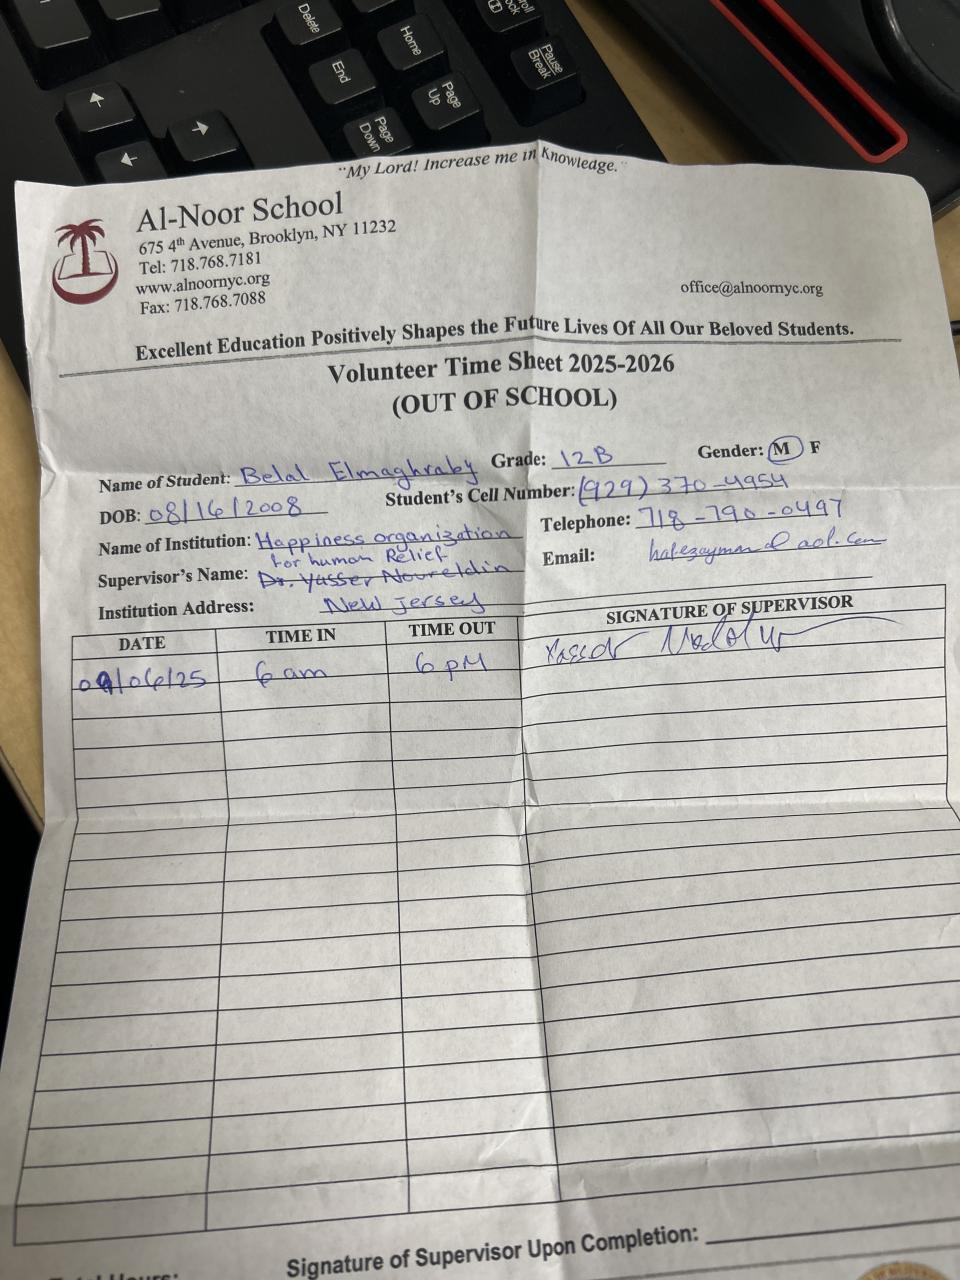 Delete
Home
End
Page Up
Page Down
Pause Break
"My Lord! Increase me in Knowledge."
Al-Noor School
675 4th Avenue, Brooklyn, NY 11232
Tel: 718.768.7181
www.alnoornyc.org
Fax: 718.768.7088
office@alnoornyc.org
Excellent Education Positively Shapes the Future Lives Of All Our Beloved Students.
Volunteer Time Sheet 2025-2026
(OUT OF SCHOOL)
Name of Student: Belal Elmaghraby Grade: 12B Gender: M F
DOB: 08/16/2008 Student's Cell Number: (929) 370-4954
Name of Institution: Happiness organization Telephone: 718-790-0497
for human Relief
Supervisor's Name: Dr. Yasser Noureldin Email: hafezayman@aol.com
Institution Address: New Jersey
DATE TIME IN TIME OUT SIGNATURE OF SUPERVISOR
09/06/25 6 am 6 pM
Signature of Supervisor Upon Completion: